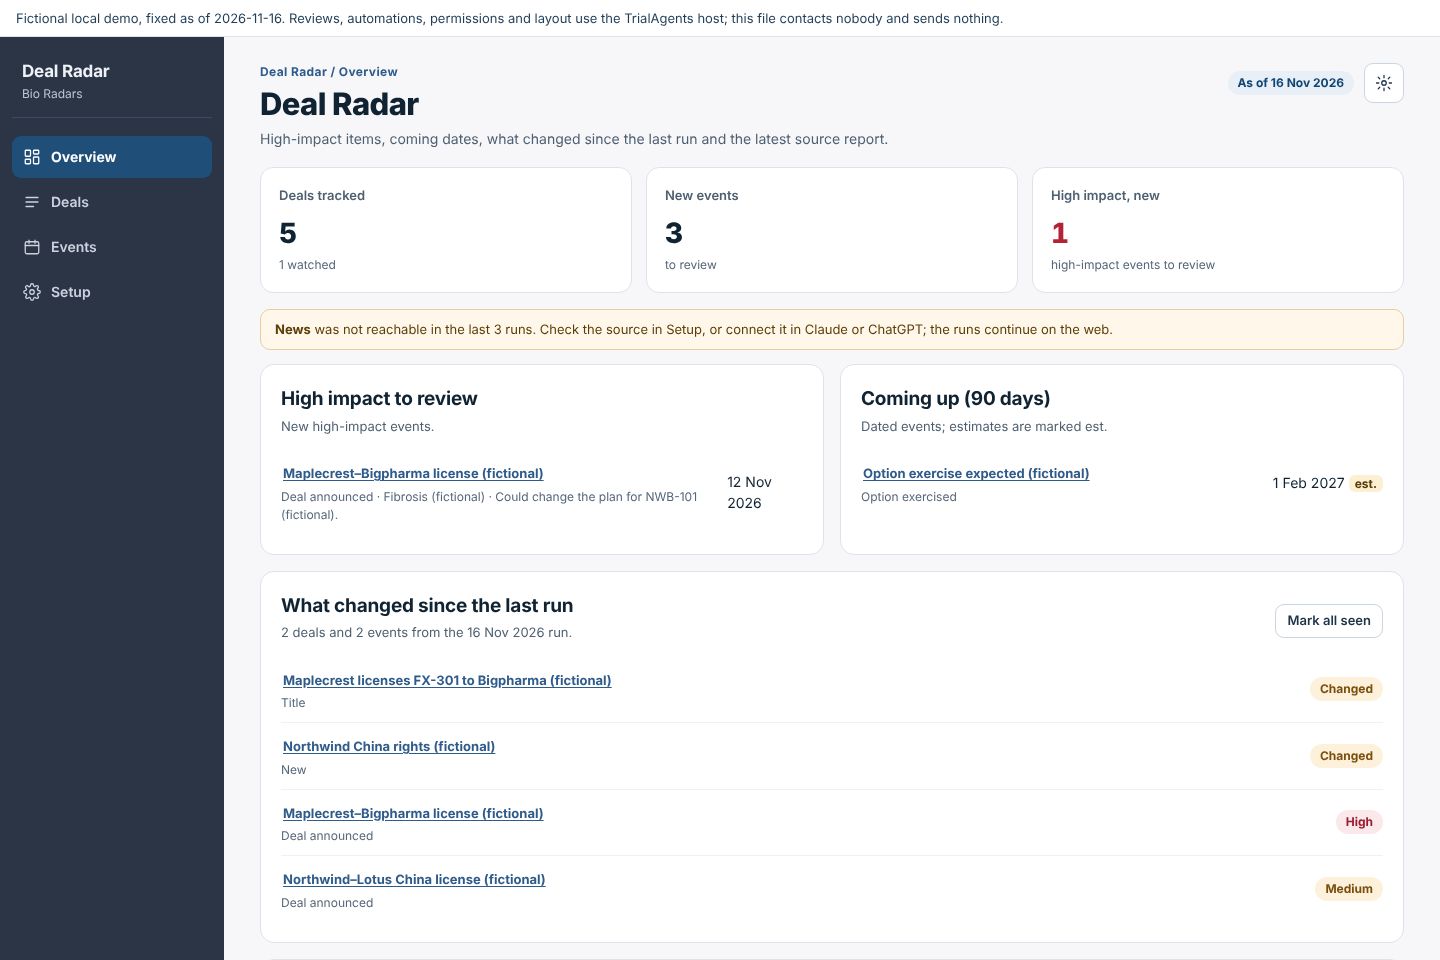 Fictional local demo, fixed as of 2026-11-16. Reviews, automations, permissions and layout use the TrialAgents host; this file contacts nobody and sends nothing.
Deal Radar
Bio Radars
Overview
Deals
Events
Setup
Deal Radar / Overview
Deal Radar
High-impact items, coming dates, what changed since the last run and the latest source report.
As of 16 Nov 2026
Deals tracked
5
1 watched
New events
3
to review
High impact, new
1
high-impact events to review
News was not reachable in the last 3 runs. Check the source in Setup, or connect it in Claude or ChatGPT; the runs continue on the web.
High impact to review
New high-impact events.
Maplecrest–Bigpharma license (fictional)
Deal announced · Fibrosis (fictional) · Could change the plan for NWB-101
(fictional).
12 Nov
2026
Coming up (90 days)
Dated events; estimates are marked est.
Option exercise expected (fictional)
Option exercised
1 Feb 2027 est.
What changed since the last run
2 deals and 2 events from the 16 Nov 2026 run.
Mark all seen
Maplecrest licenses FX-301 to Bigpharma (fictional)
Title
Changed
Northwind China rights (fictional)
New
Changed
Maplecrest–Bigpharma license (fictional)
Deal announced
High
Northwind–Lotus China license (fictional)
Deal announced
Medium